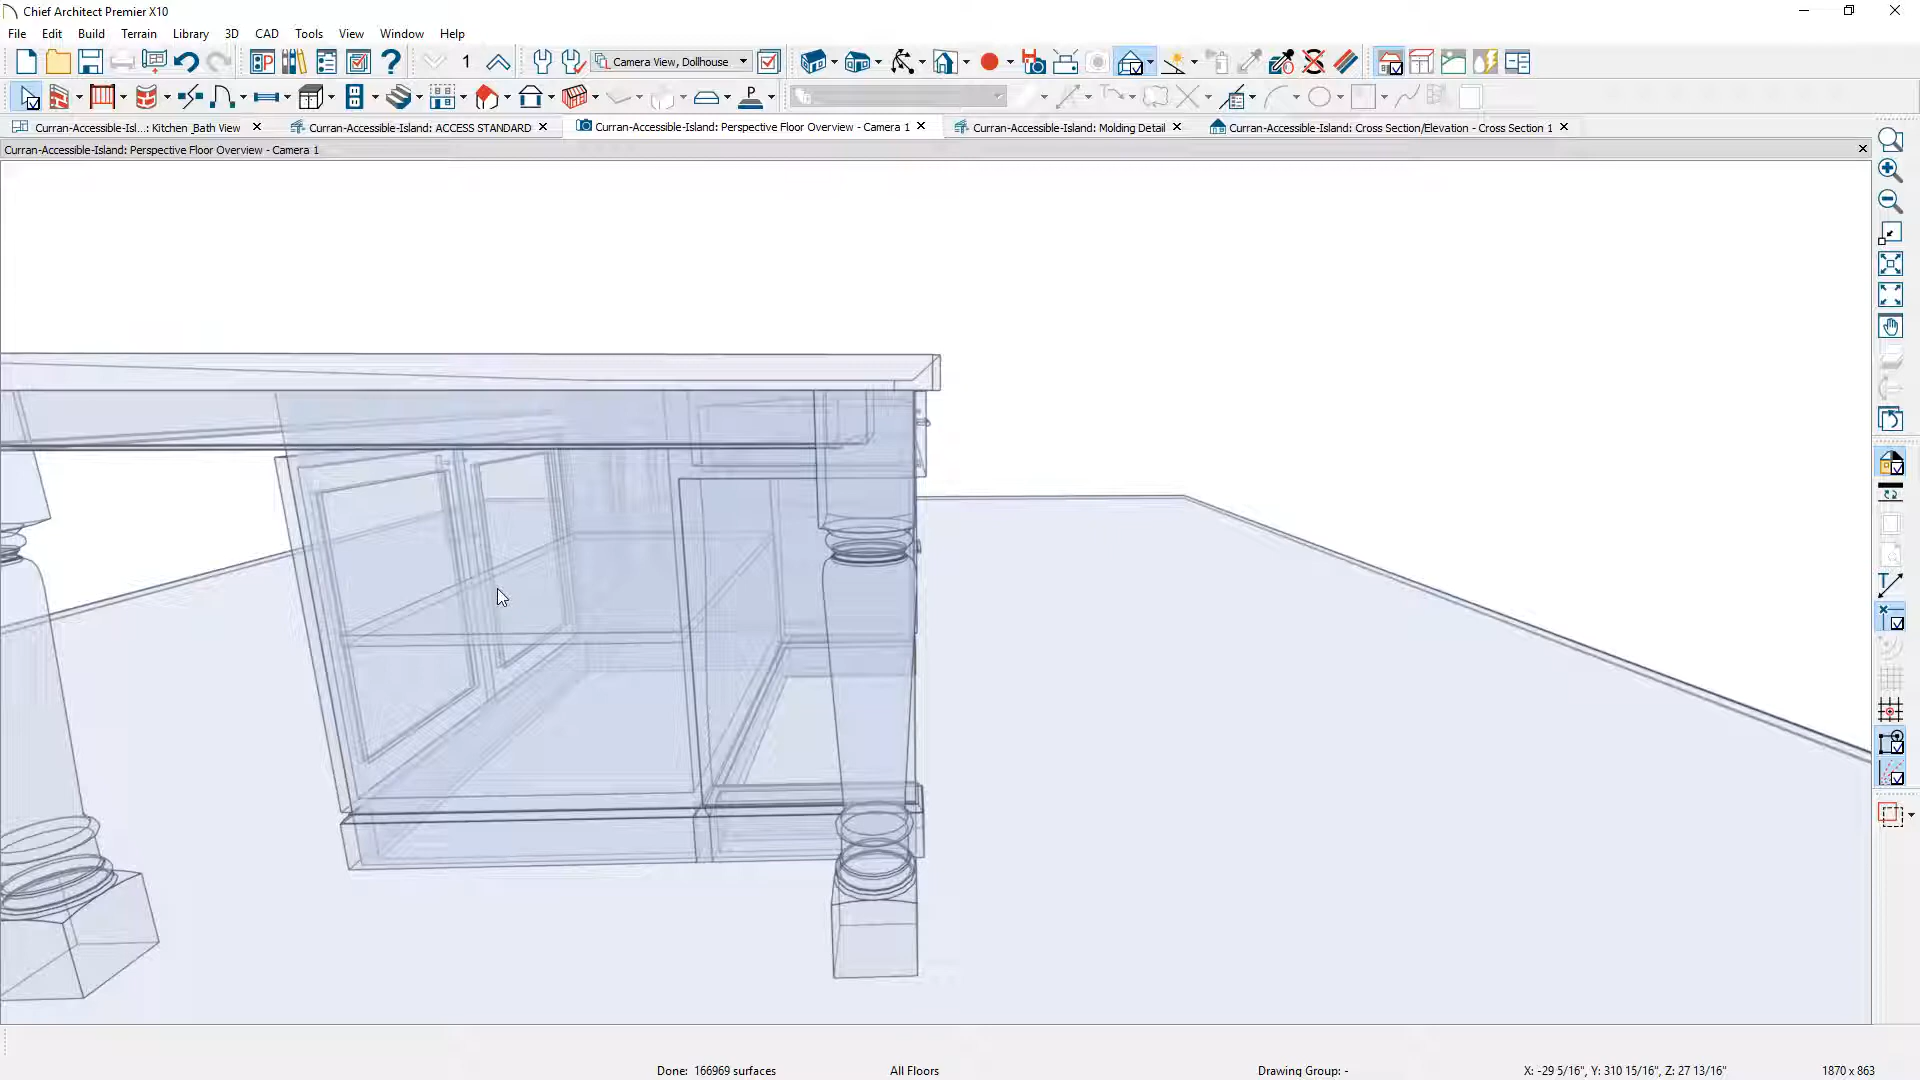 Chief Architect Premier X10
File Edit Build Terrain Library 3D CAD Tools Text View Window Help
1 Camera View, Dollhouse
P
Curran-Accessible-Isl...: Kitchen _Bath View Curran-Accessible-Island: ACCESS STANDARD Curran-Accessible-Island: Perspective Floor Overview - Camera 1 Curran-Accessible-Island: Molding Detail Curran-Accessible-Island: Cross Section/Elevation - Cross Section 1
Curran-Accessible-Island: Perspective Floor Overview - Camera 1
Done: 166969 surfaces All Floors Drawing Group: - X: -29 5/16", Y: 310 15/16", Z: 27 13/16" 1870 x 863